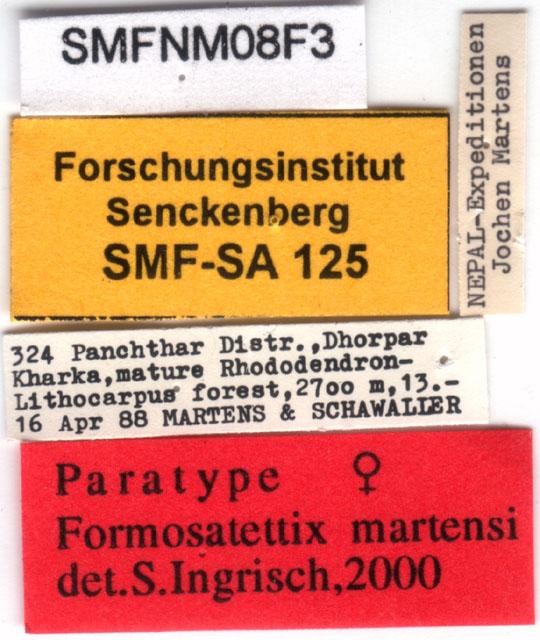 SMFNM08F3
Forschungsinstitut
Senckenberg
SMF-SA 125
NEPAL-Expeditionen
Jochen Martens
324 Panchthar Distr.,Dhorpar
Kharka,mature Rhododendron-
Lithocarpus forest,27oo m,13.-
16 Apr 88 MARTENS & SCHAWALLER
Paratype ♀
Formosatettix martensi
det.S.Ingrisch,2000